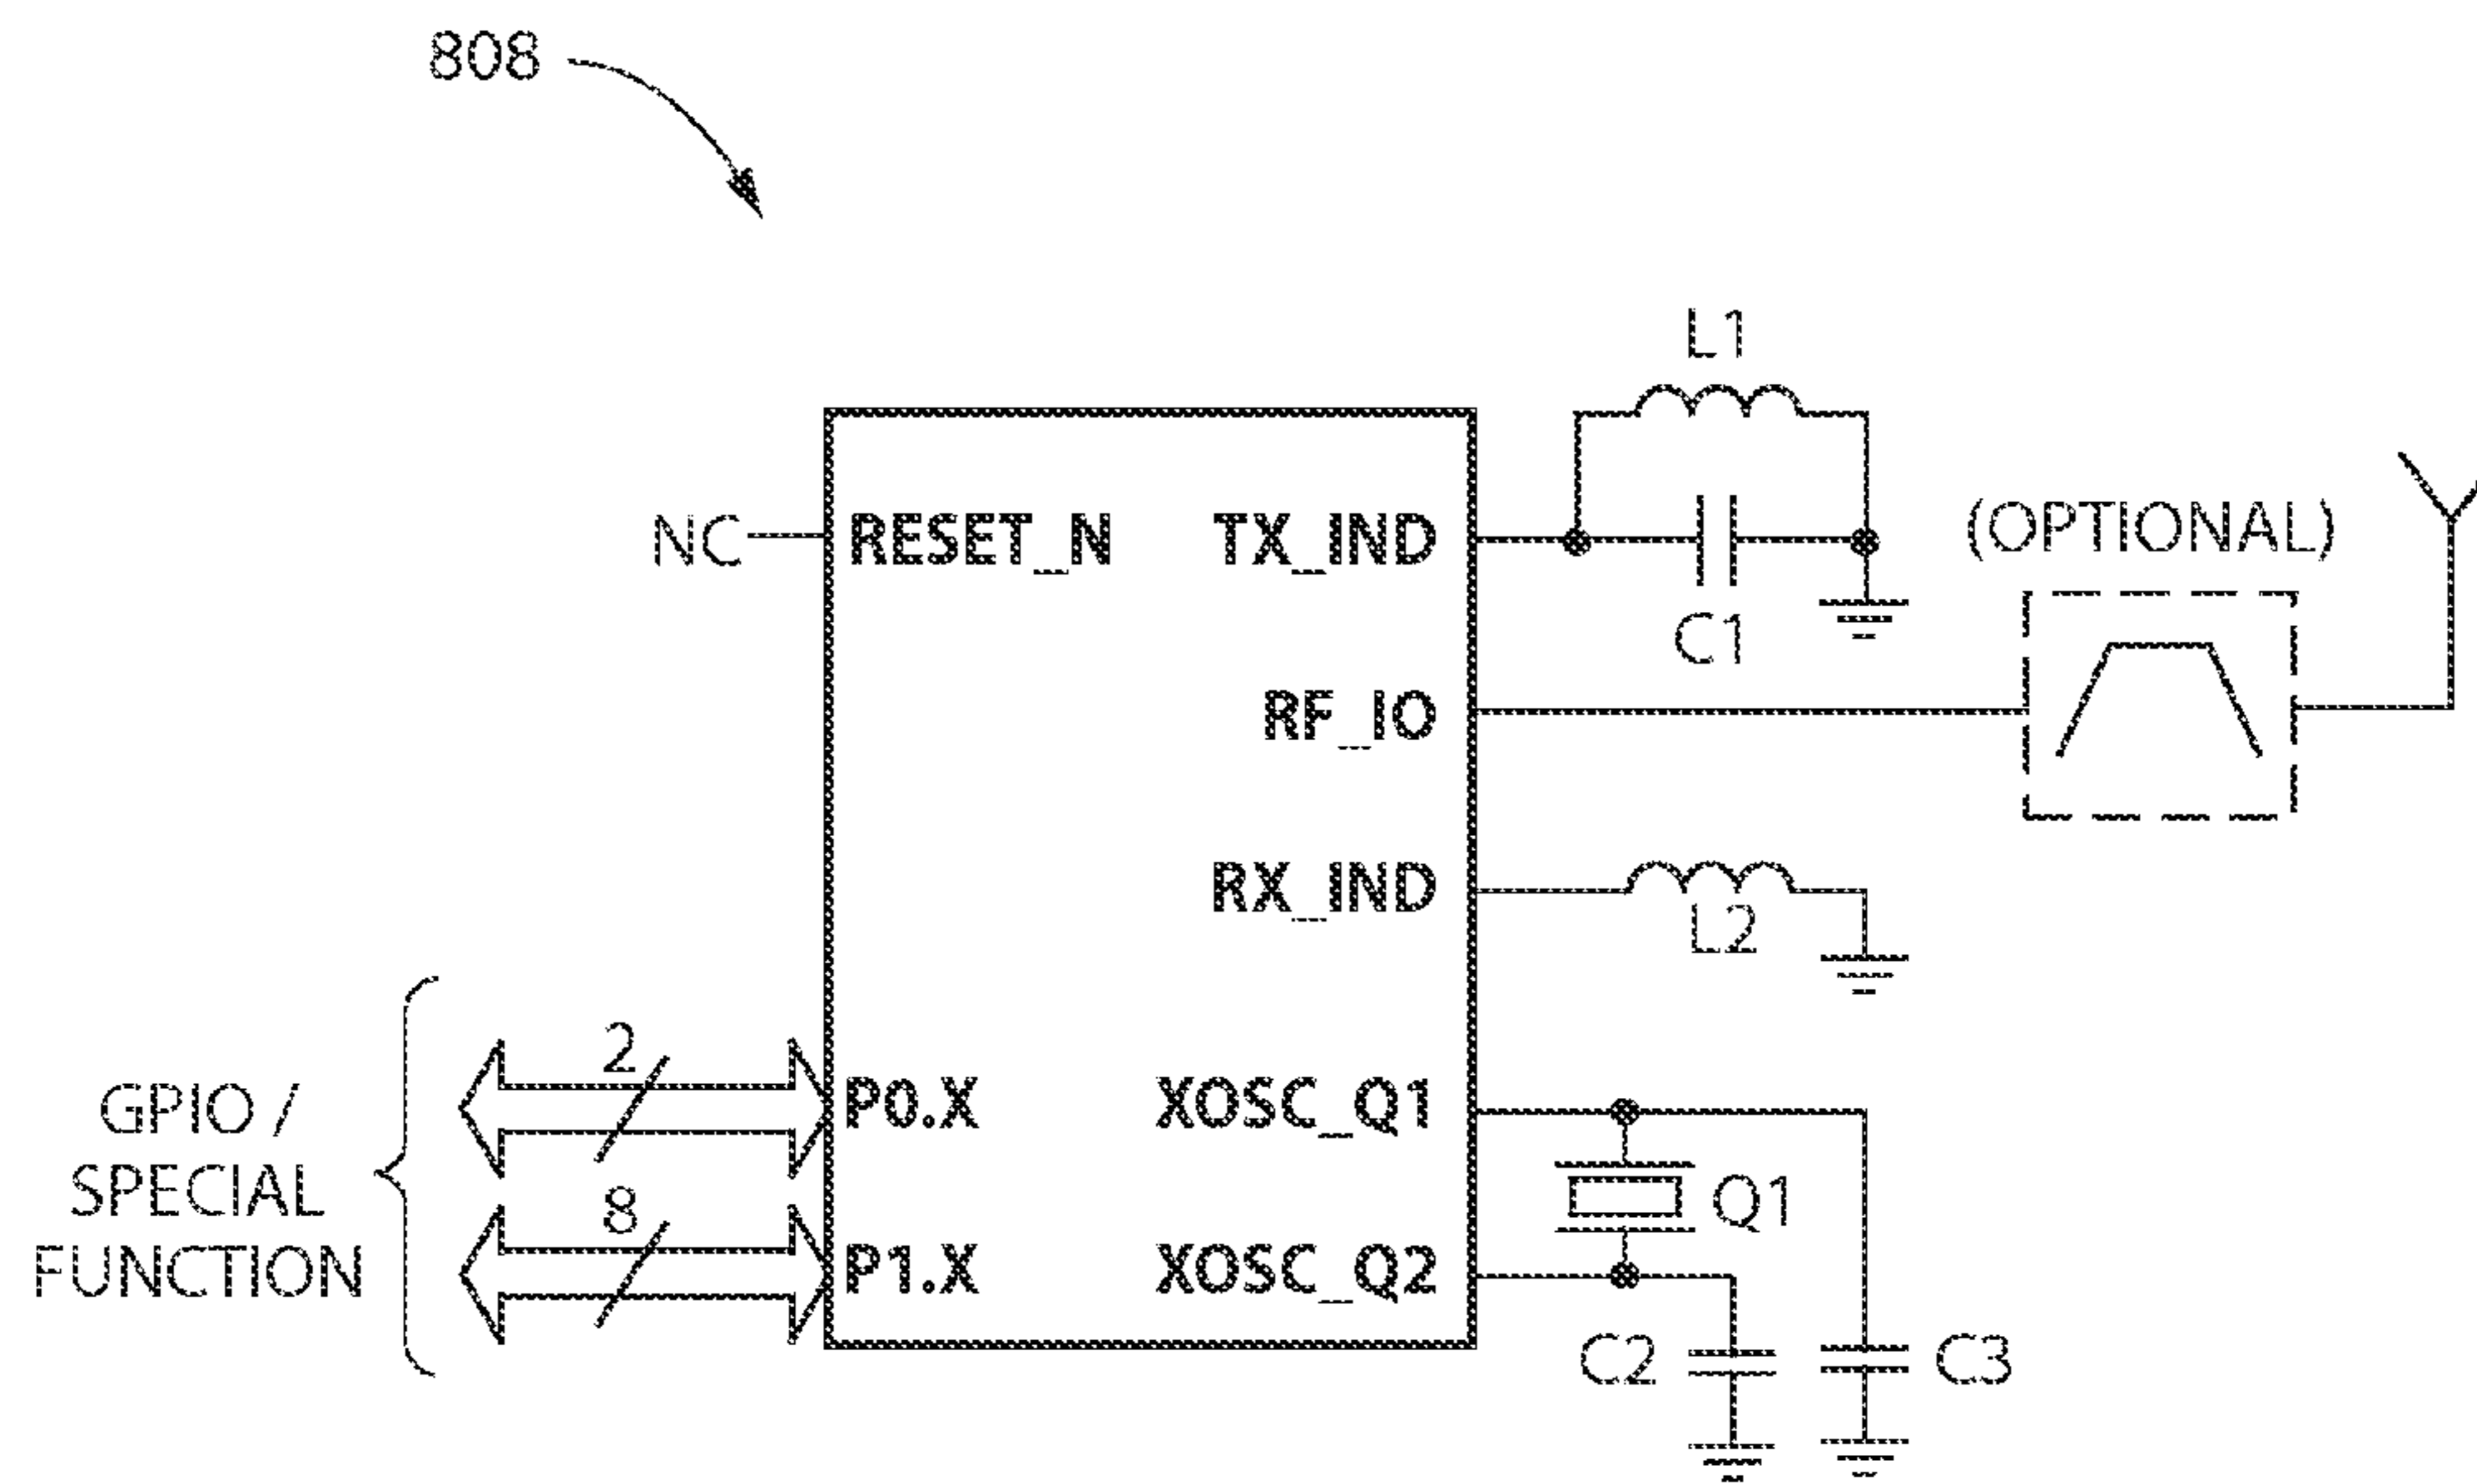 808
L1
NC
RESET_N
TX_IND
(OPTIONAL)
C1
RF_IO
RX_IND
L2
2
GPIO /
SPECIAL
FUNCTION
P0.X
XOSC_Q1
8
Q1
P1.X
XOSC_Q2
C2
C3